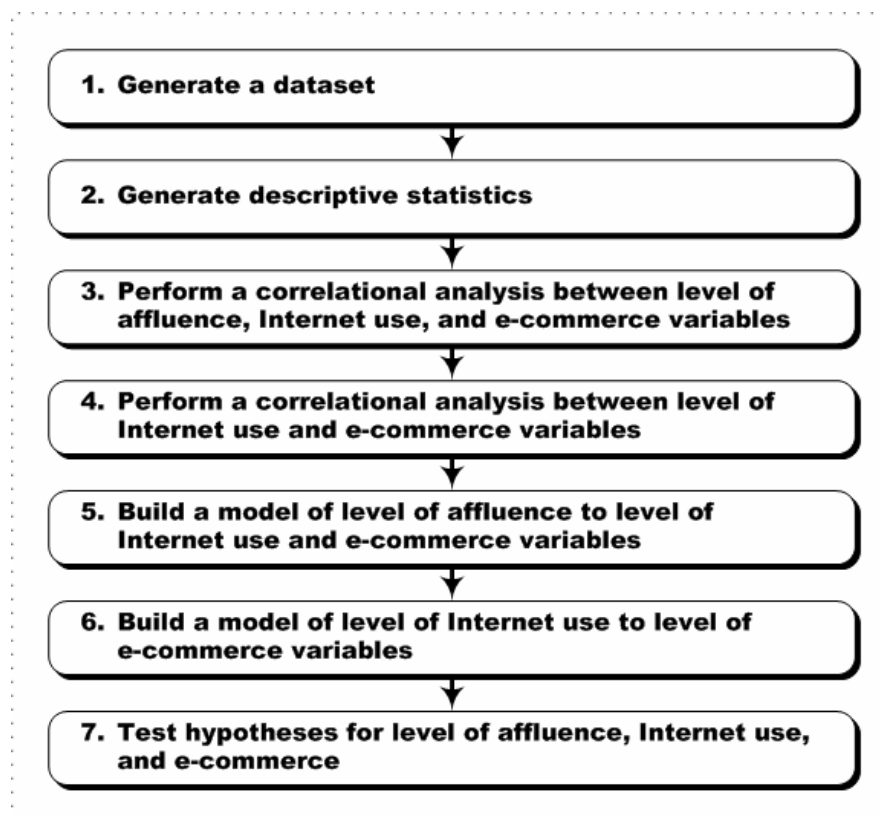 1. Generate a dataset
2. Generate descriptive statistics
3. Perform a correlational analysis between level of
affluence, Internet use, and e-commerce variables
4. Perform a correlational analysis between level of
Internet use and e-commerce variables
5. Build a model of level of affluence to level of
Internet use and e-commerce variables
6. Build a model of level of Internet use to level of
e-commerce variables
7. Test hypotheses for level of affluence, Internet use,
and e-commerce